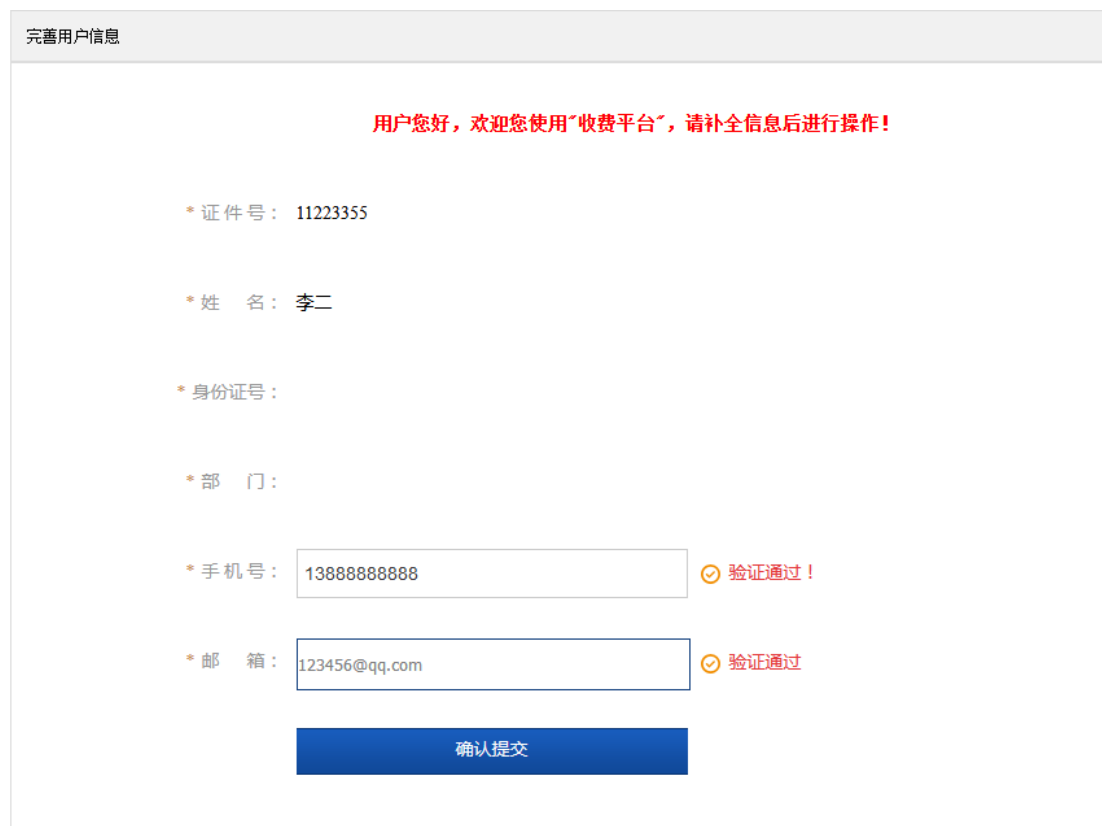 完善用户信息
用户您好，欢迎您使用"收费平台"，请补全信息后进行操作！
* 证件号： 11223355
* 姓 名： 李二
* 身份证号：
* 部 门：
* 手机号： 13888888888 验证通过！
* 邮 箱： 123456@qq.com 验证通过
确认提交